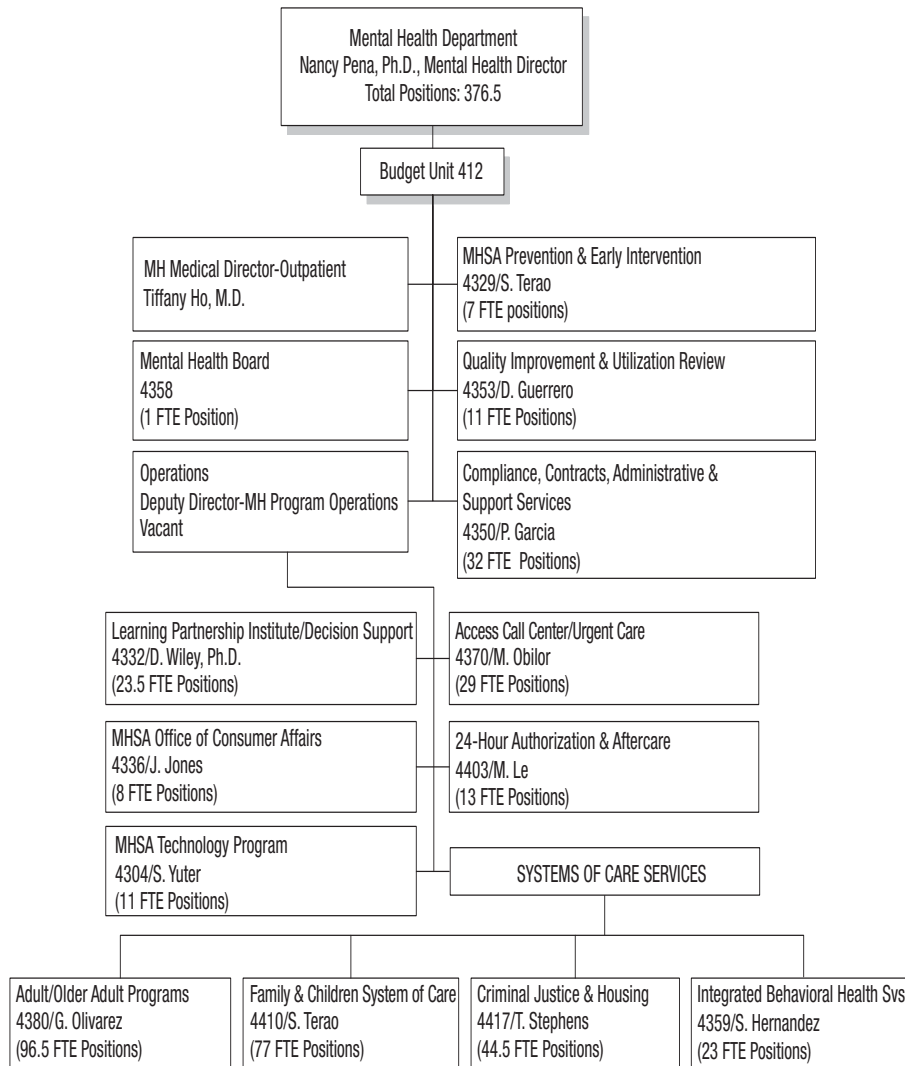 Mental Health Department
Nancy Pena, Ph.D., Mental Health Director
Total Positions: 376.5
Budget Unit 412
MH Medical Director-Outpatient
Tiffany Ho, M.D.
MHSA Prevention & Early Intervention
4329/S. Terao
(7 FTE positions)
Mental Health Board
4358
(1 FTE Position)
Quality Improvement & Utilization Review
4353/D. Guerrero
(11 FTE Positions)
Operations
Deputy Director-MH Program Operations
Vacant
Compliance, Contracts, Administrative &
Support Services
4350/P. Garcia
(32 FTE Positions)
Learning Partnership Institute/Decision Support
4332/D. Wiley, Ph.D.
(23.5 FTE Positions)
Access Call Center/Urgent Care
4370/M. Obilor
(29 FTE Positions)
MHSA Office of Consumer Affairs
4336/J. Jones
(8 FTE Positions)
24-Hour Authorization & Aftercare
4403/M. Le
(13 FTE Positions)
MHSA Technology Program
4304/S. Yuter
(11 FTE Positions)
SYSTEMS OF CARE SERVICES
Adult/Older Adult Programs
4380/G. Olivarez
(96.5 FTE Positions)
Family & Children System of Care
4410/S. Terao
(77 FTE Positions)
Criminal Justice & Housing
4417/T. Stephens
(44.5 FTE Positions)
Integrated Behavioral Health Svs
4359/S. Hernandez
(23 FTE Positions)